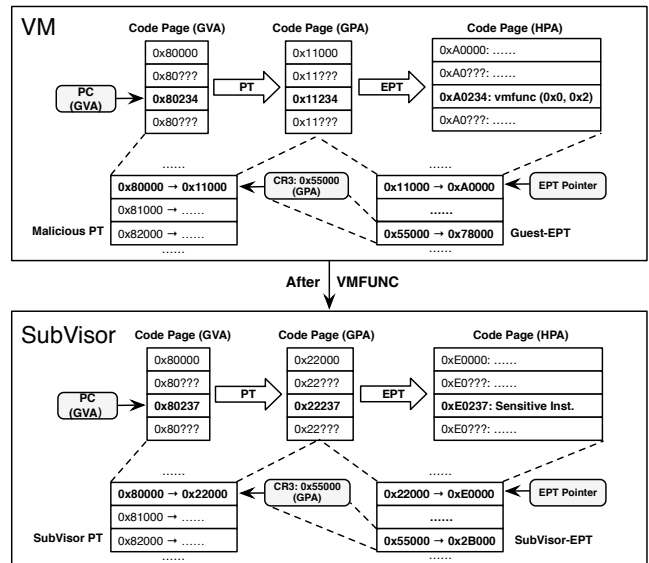 VM
Code Page (GVA)
Code Page (GPA)
Code Page (HPA)
0x80000
0x80???
0x80234
0x80???
PC
(GVA)
PT
0x11000
0x11???
0x11234
0x11???
EPT
0xA0000: ......
0xA0???: ......
0xA0234: vmfunc (0x0, 0x2)
0xA0???: ......
......
0x80000 → 0x11000
0x81000 → ......
0x82000 → ......
......
Malicious PT
CR3: 0x55000
(GPA)
......
0x11000 → 0xA0000
......
0x55000 → 0x78000
......
EPT Pointer
Guest-EPT
After VMFUNC
SubVisor
Code Page (GVA)
Code Page (GPA)
Code Page (HPA)
0x80000
0x80???
0x80237
0x80???
PC
(GVA)
PT
0x22000
0x22???
0x22237
0x22???
EPT
0xE0000: ......
0xE0???: ......
0xE0237: Sensitive Inst.
0xE0???: ......
......
0x80000 → 0x22000
0x81000 → ......
0x82000 → ......
......
SubVisor PT
CR3: 0x55000
(GPA)
......
0x22000 → 0xE0000
......
0x55000 → 0x2B000
......
EPT Pointer
SubVisor-EPT